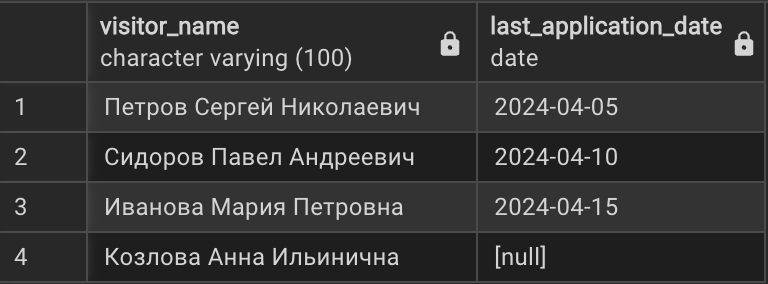 visitor_name last_application_date
character varying (100) date
1 Петров Сергей Николаевич 2024-04-05
2 Сидоров Павел Андреевич 2024-04-10
3 Иванова Мария Петровна 2024-04-15
4 Козлова Анна Ильинична [null]